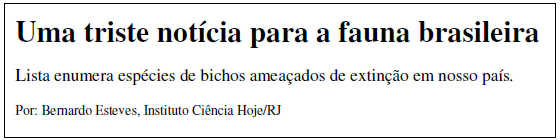 Uma triste notícia para a fauna brasileira
Lista enumera espécies de bichos ameaçados de extinção em nosso país.
Por: Bernardo Esteves, Instituto Ciência Hoje/RJ